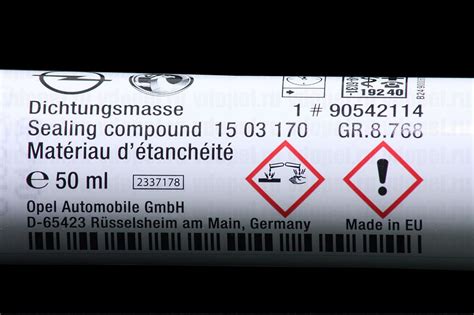 Dichtungsmasse 1 # 90542114
Sealing compound 15 03 170 GR.8.768
Matériau d'étanchéité
℮ 50 ml 2337178
Opel Automobile GmbH
D-65423 Rüsselsheim am Main, Germany Made in EU